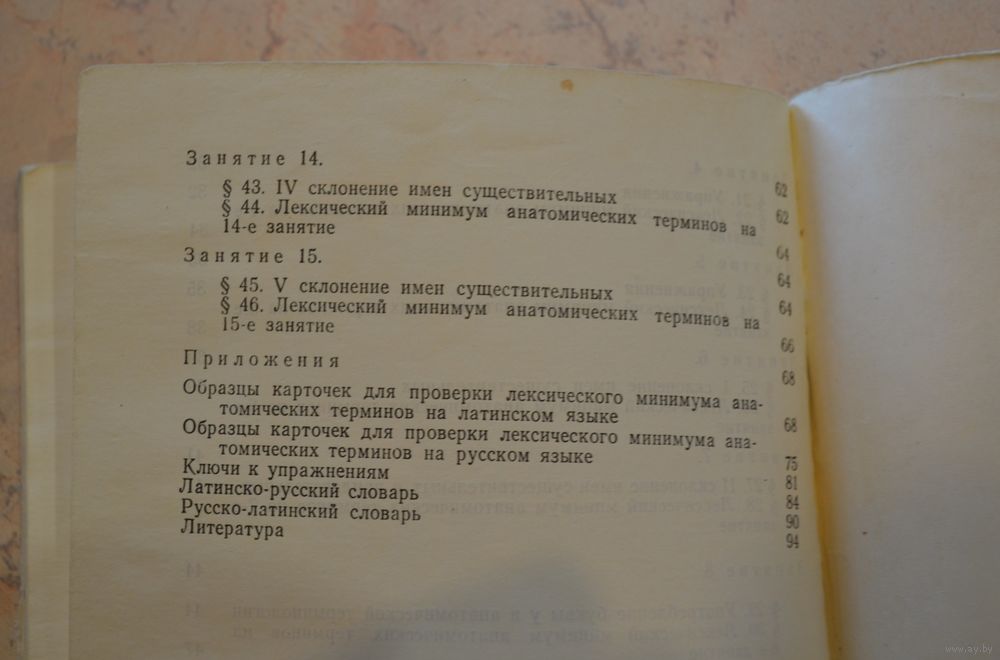 Занятие 14. 62
§ 43. IV склонение имен существительных 62
§ 44. Лексический минимум анатомических терминов на
14-е занятие 64
Занятие 15. 64
§ 45. V склонение имен существительных 64
§ 46. Лексический минимум анатомических терминов на
15-е занятие 66
Приложения 68
Образцы карточек для проверки лексического минимума ана-
томических терминов на латинском языке 68
Образцы карточек для проверки лексического минимума ана-
томических терминов на русском языке 75
Ключи к упражнениям 81
Латинско-русский словарь 84
Русско-латинский словарь 90
Литература 94
www.ay.by